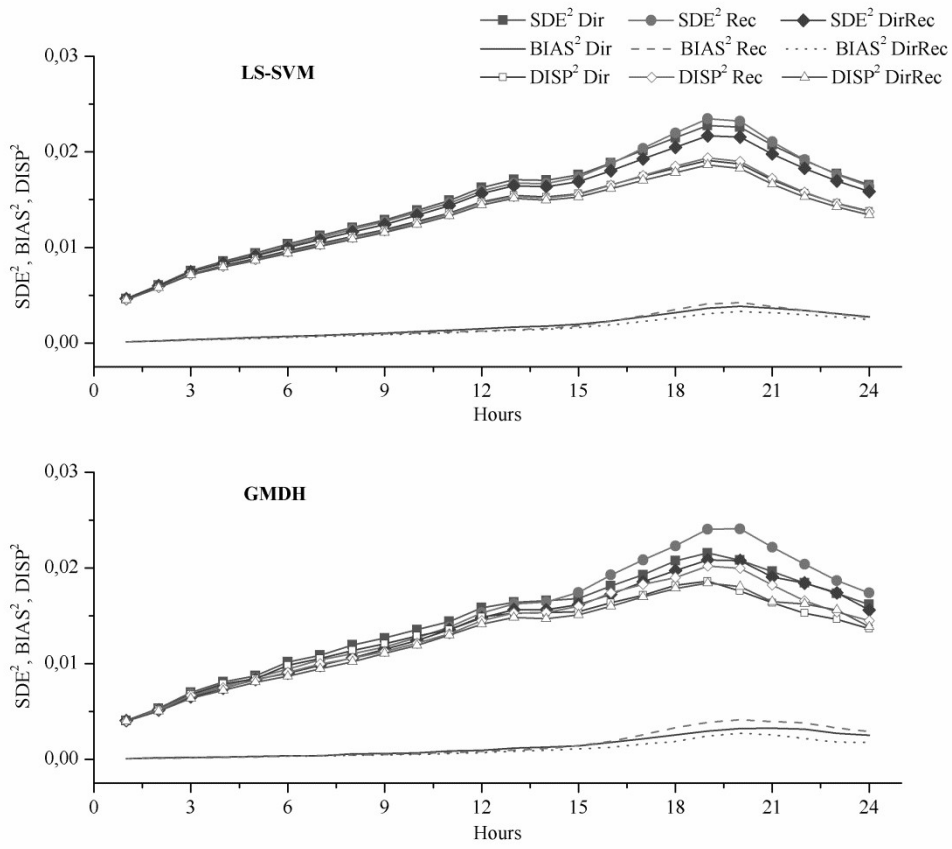 SDE² Dir SDE² Rec SDE² DirRec
BIAS² Dir BIAS² Rec BIAS² DirRec
DISP² Dir DISP² Rec DISP² DirRec
LS-SVM
SDE², BIAS², DISP²
0,03
0,02
0,01
0,00
0 3 6 9 12 15 18 21 24
Hours
GMDH
SDE², BIAS², DISP²
0,03
0,02
0,01
0,00
0 3 6 9 12 15 18 21 24
Hours